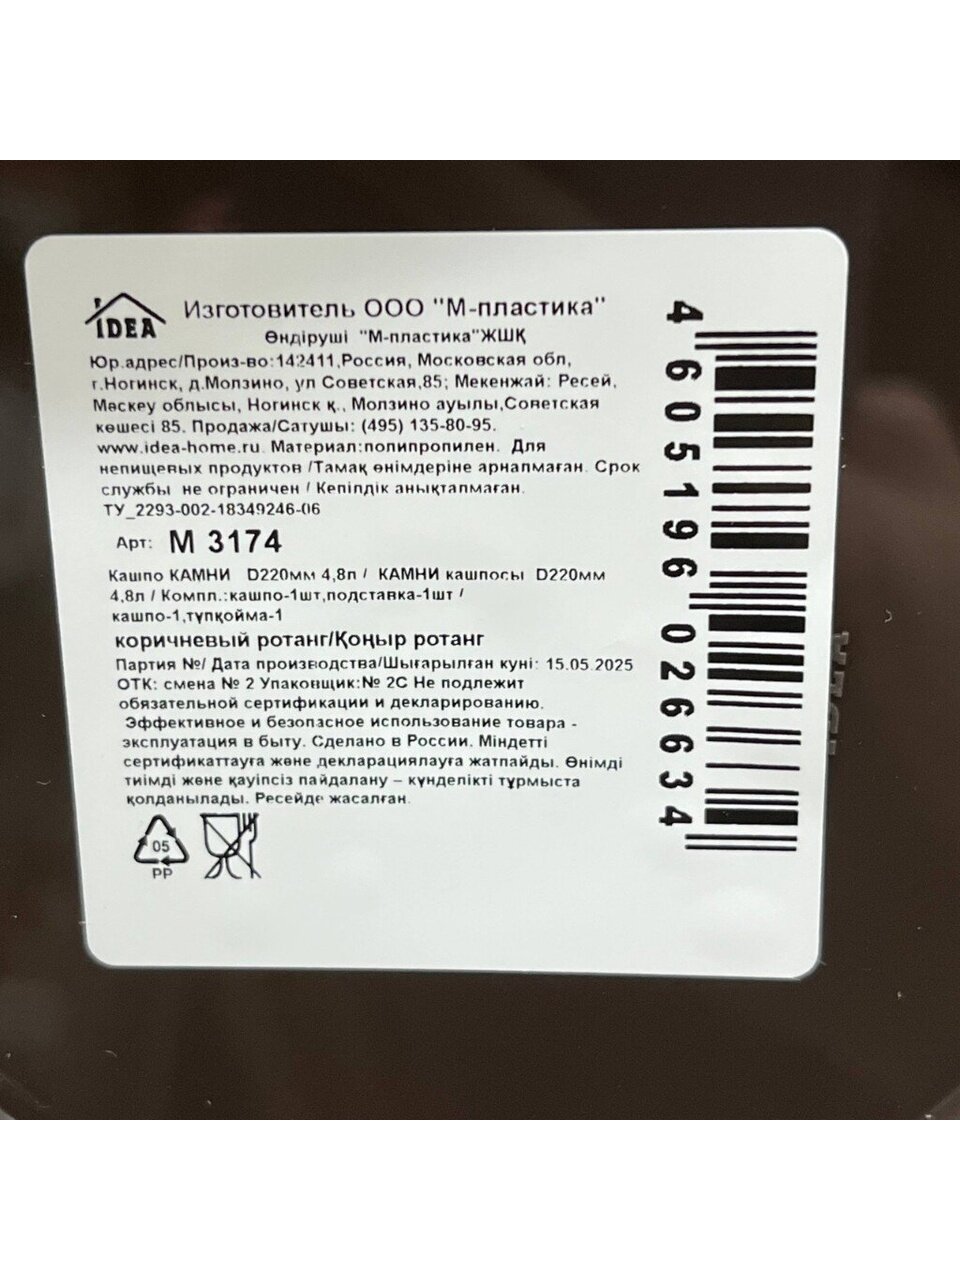 IDEA
Изготовитель ООО "М-пластика"
Өндіруші "М-пластика"ЖШҚ
Юр.адрес/Произ-во:142411,Россия, Московская обл,
г.Ногинск, д.Молзино, ул Советская,85; Мекенжай: Ресей,
Мәскеу облысы, Ногинск қ., Молзино ауылы,Советская
көшесі 85. Продажа/Сатушы: (495) 135-80-95.
www.idea-home.ru. Материал:полипропилен. Для
непищевых продуктов /Тамақ өнімдеріне арналмаған. Срок
службы не ограничен / Кепілдік анықталмаған.
ТУ_2293-002-18349246-06
Арт: М 3174
Кашпо КАМНИ D220мм 4,8л / КАМНИ кашпосы D220мм
4,8л / Компл.:кашпо-1шт,подставка-1шт /
кашпо-1,түпқойма-1
коричневый ротанг/Қоңыр ротанг
Партия №/ Дата производства/Шығарылған күні: 15.05.2025
ОТК: смена № 2 Упаковщик:№ 2С Не подлежит
обязательной сертификации и декларированию.
Эффективное и безопасное использование товара -
эксплуатация в быту. Сделано в России. Міндетті
сертификаттауға және декларациялауға жатпайды. Өнімді
тиімді және қауіпсіз пайдалану – күнделікті тұрмыста
қолданылады. Ресейде жасалған.
05
PP
4 605196 026634